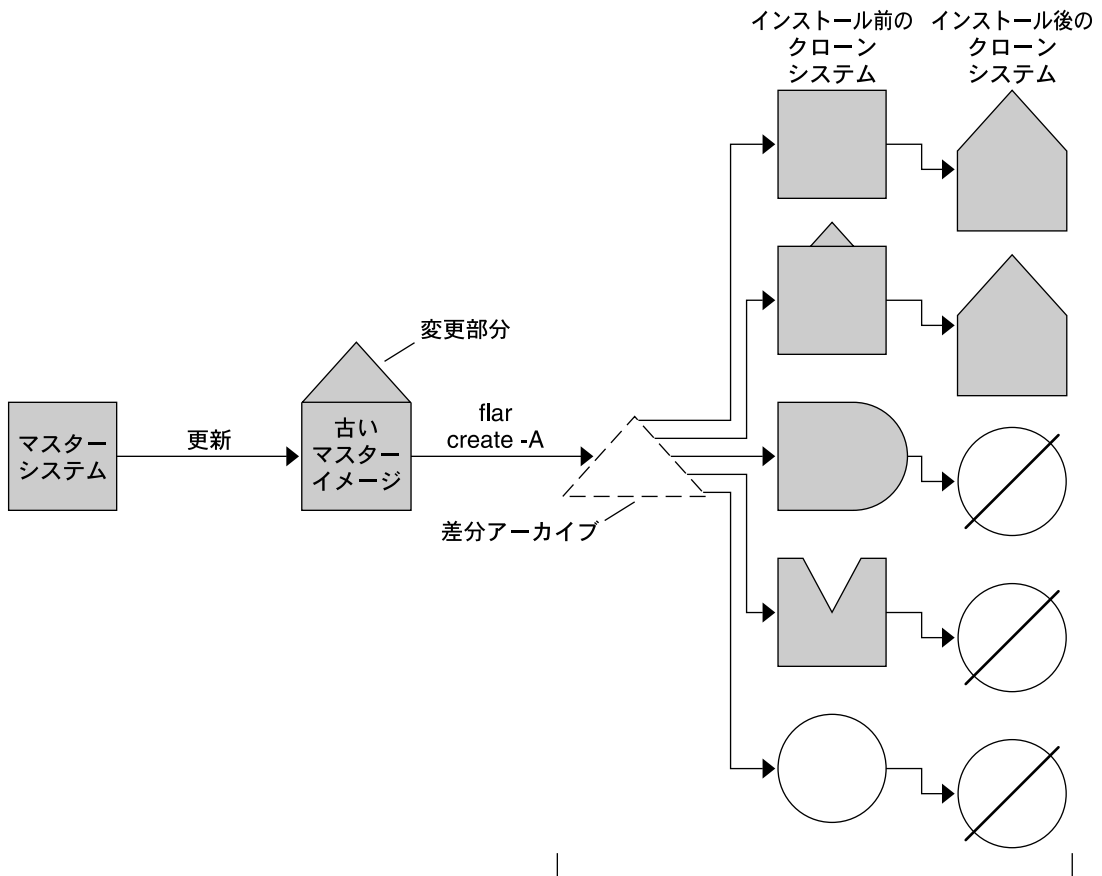 インストール前の
クローン
システム
インストール後の
クローン
システム
変更部分
マスター
システム
更新
古い
マスター
イメージ
flar
create -A
差分アーカイブ